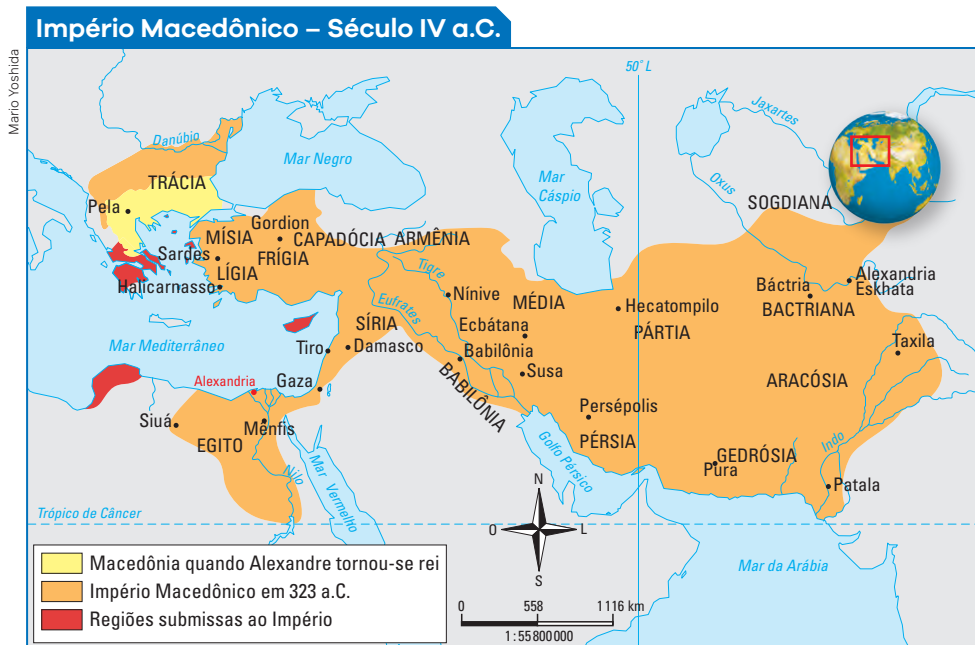 Império Macedônico – Século IV a.C.
Mario Yoshida
50° L
Jaxartes
Danúbio
Mar Negro
Mar
Cáspio
Oxus
TRÁCIA
SOGDIANA
Pela
Gordion
MÍSIA
CAPADÓCIA
ARMÊNIA
Sardes
FRÍGIA
LÍGIA
Tigre
Halicarnasso
Nínive
MÉDIA
Hecatompilo
Báctria
BACTRIANA
Alexandria
Eskhata
Eufrates
SÍRIA
Ecbátana
PÁRTIA
Mar Mediterrâneo
Tiro
Damasco
Babilônia
Taxila
Susa
BABILÔNIA
ARACÓSIA
Alexandria
Gaza
Siuá
Mênfis
EGITO
Persépolis
PÉRSIA
Golfo Pérsico
GEDRÓSIA
Pura
Indo
Nilo
Mar Vermelho
Patala
Trópico de Câncer
N
O
L
S
Mar da Arábia
Macedônia quando Alexandre tornou-se rei
Império Macedônico em 323 a.C.
Regiões submissas ao Império
0 558 1116 km
1 : 55 800 000